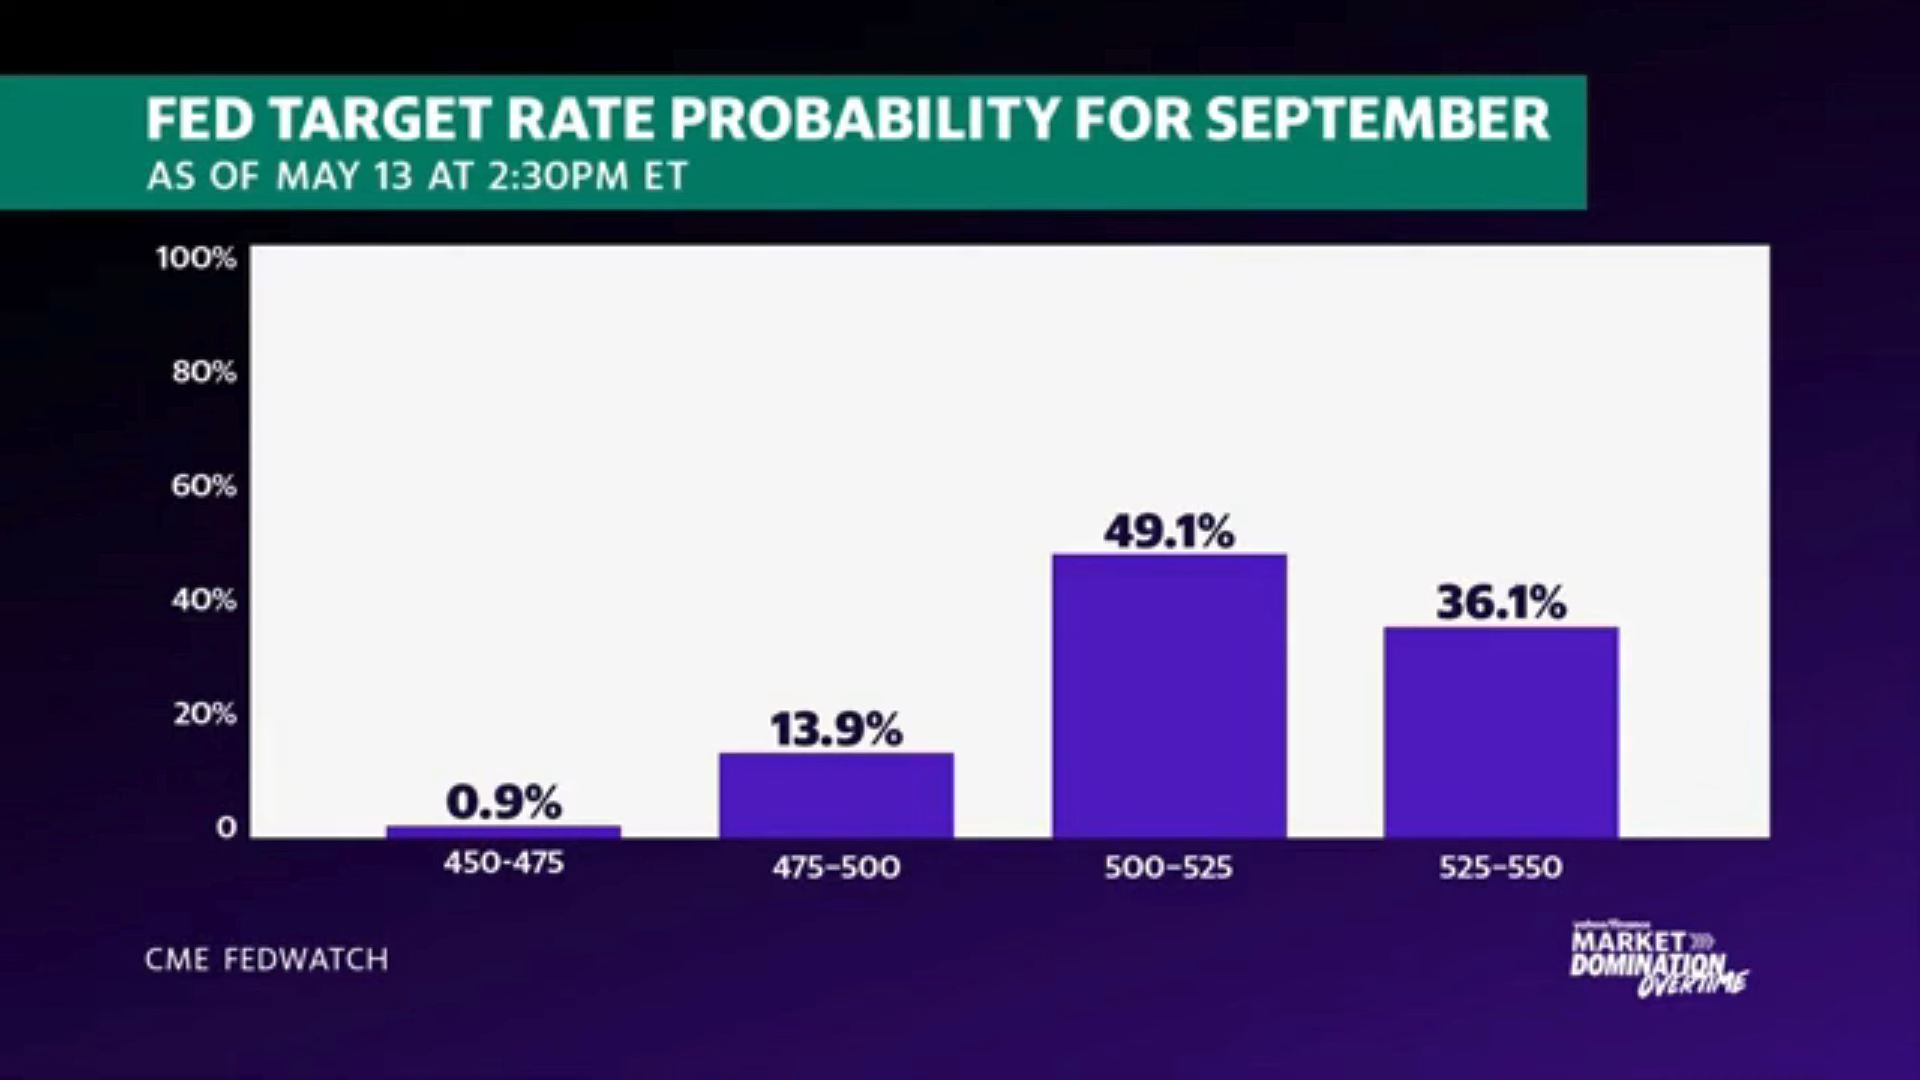 FED TARGET RATE PROBABILITY FOR SEPTEMBER
AS OF MAY 13 AT 2:30PM ET
100%
80%
60%
40%
20%
0
0.9%
13.9%
49.1%
36.1%
450-475
475–500
500–525
525–550
CME FEDWATCH
yahoo/finance
MARKET
DOMINATION
OVERTIME